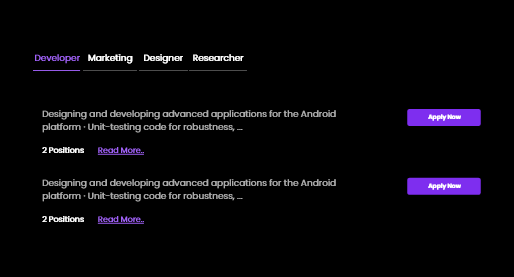 Developer Marketing Designer Researcher
Designing and developing advanced applications for the Android
platform · Unit-testing code for robustness, ...
Apply Now
2 Positions Read More..
Designing and developing advanced applications for the Android
platform · Unit-testing code for robustness, ...
Apply Now
2 Positions Read More..